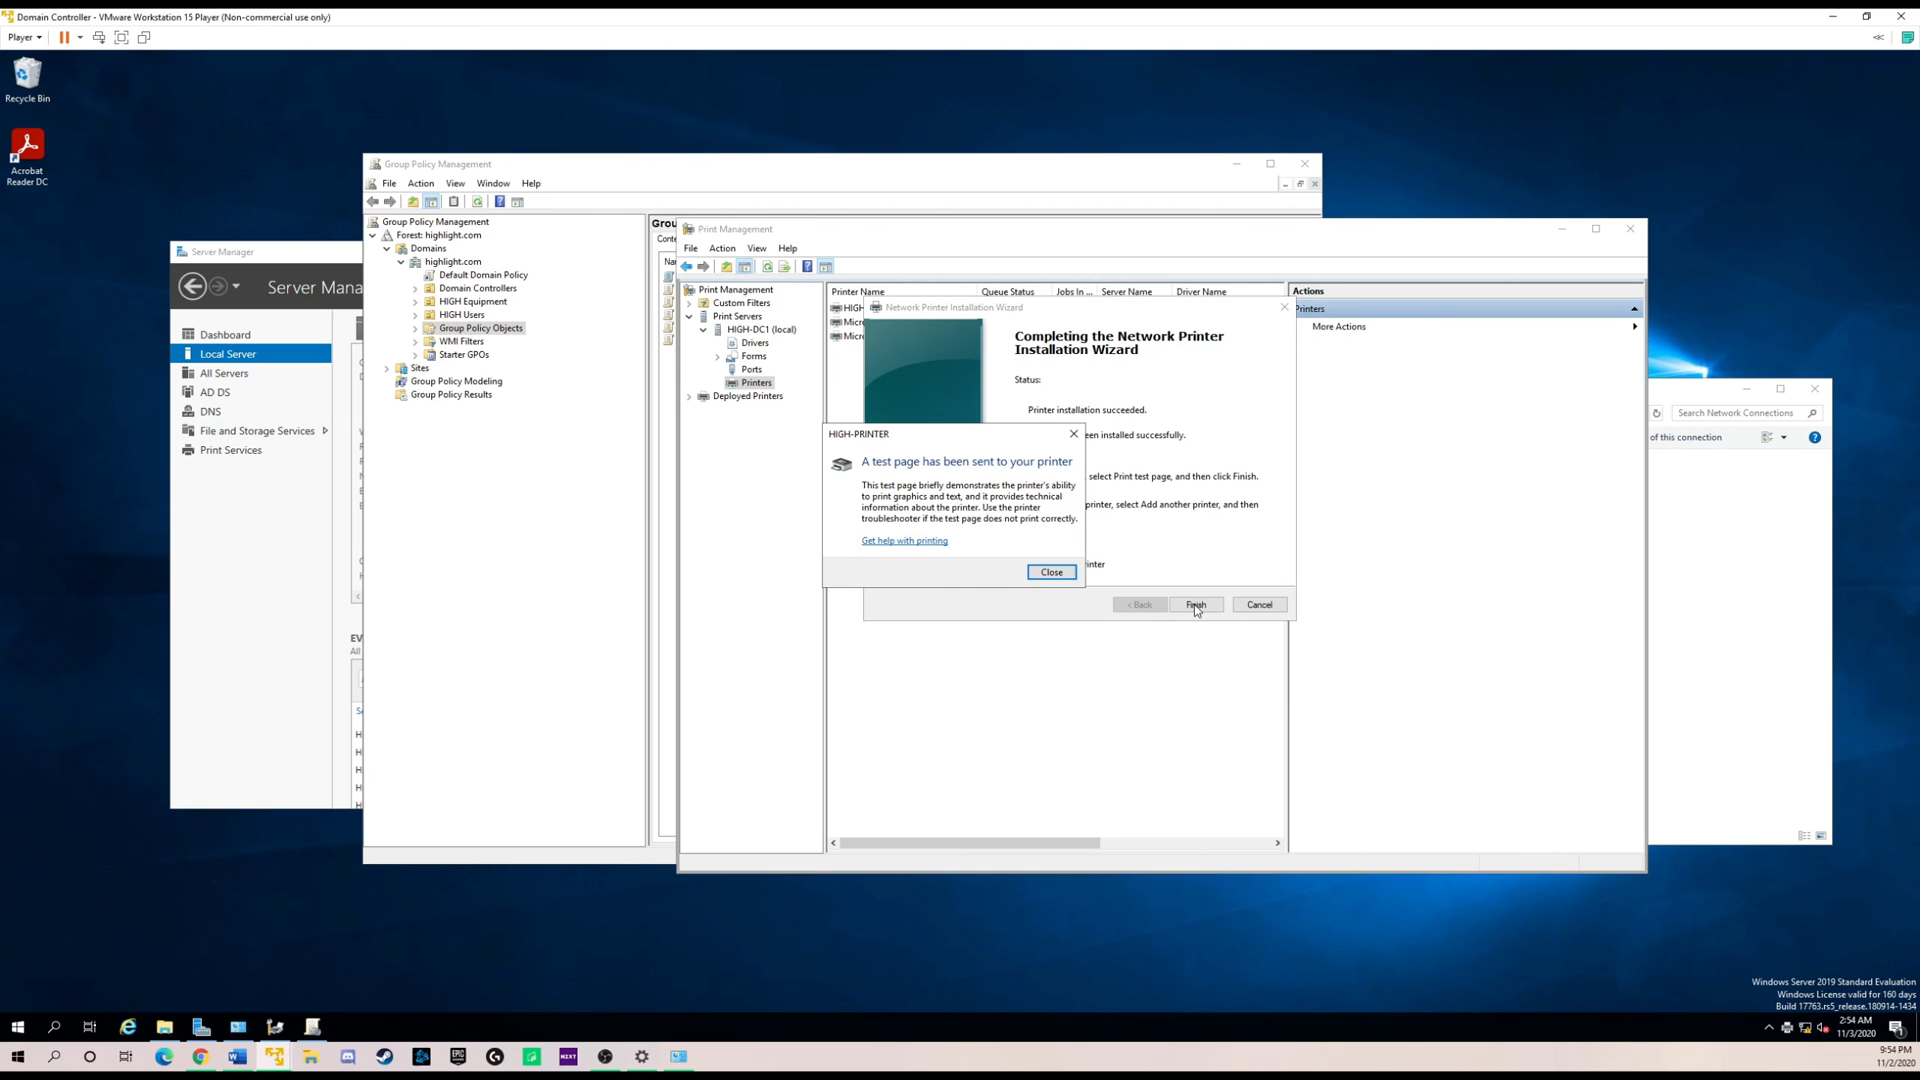 Domain Controller - VMware Workstation 15 Player (Non-commercial use only)
Player
Recycle Bin
Acrobat
Reader DC
Group Policy Management
File Action View Window Help
Group Policy Management
Forest: highlight.com
Domains
highlight.com
Default Domain Policy
Domain Controllers
HIGH Equipment
HIGH Users
Group Policy Objects
WMI Filters
Starter GPOs
Sites
Group Policy Modeling
Group Policy Results
Server Manager
Server Mana
Dashboard
Local Server
All Servers
AD DS
DNS
File and Storage Services
Print Services
EV
All
Grou
Conte
Nar
Print Management
File Action View Help
Print Management
Custom Filters
Print Servers
HIGH-DC1 (local)
Drivers
Forms
Ports
Printers
Deployed Printers
Printer Name Queue Status Jobs In ... Server Name Driver Name
HIGH
Micro
Micro
Actions
Printers
More Actions
Network Printer Installation Wizard
Completing the Network Printer
Installation Wizard
Status:
Printer installation succeeded.
een installed successfully.
select Print test page, and then click Finish.
printer, select Add another printer, and then
inter
< Back Finish Cancel
HIGH-PRINTER
A test page has been sent to your printer
This test page briefly demonstrates the printer's ability
to print graphics and text, and it provides technical
information about the printer. Use the printer
troubleshooter if the test page does not print correctly.
Get help with printing
Close
Search Network Connections
of this connection
Windows Server 2019 Standard Evaluation
Windows License valid for 160 days
Build 17763.rs5_release.180914-1434
2:54 AM
11/3/2020
9:54 PM
11/2/2020